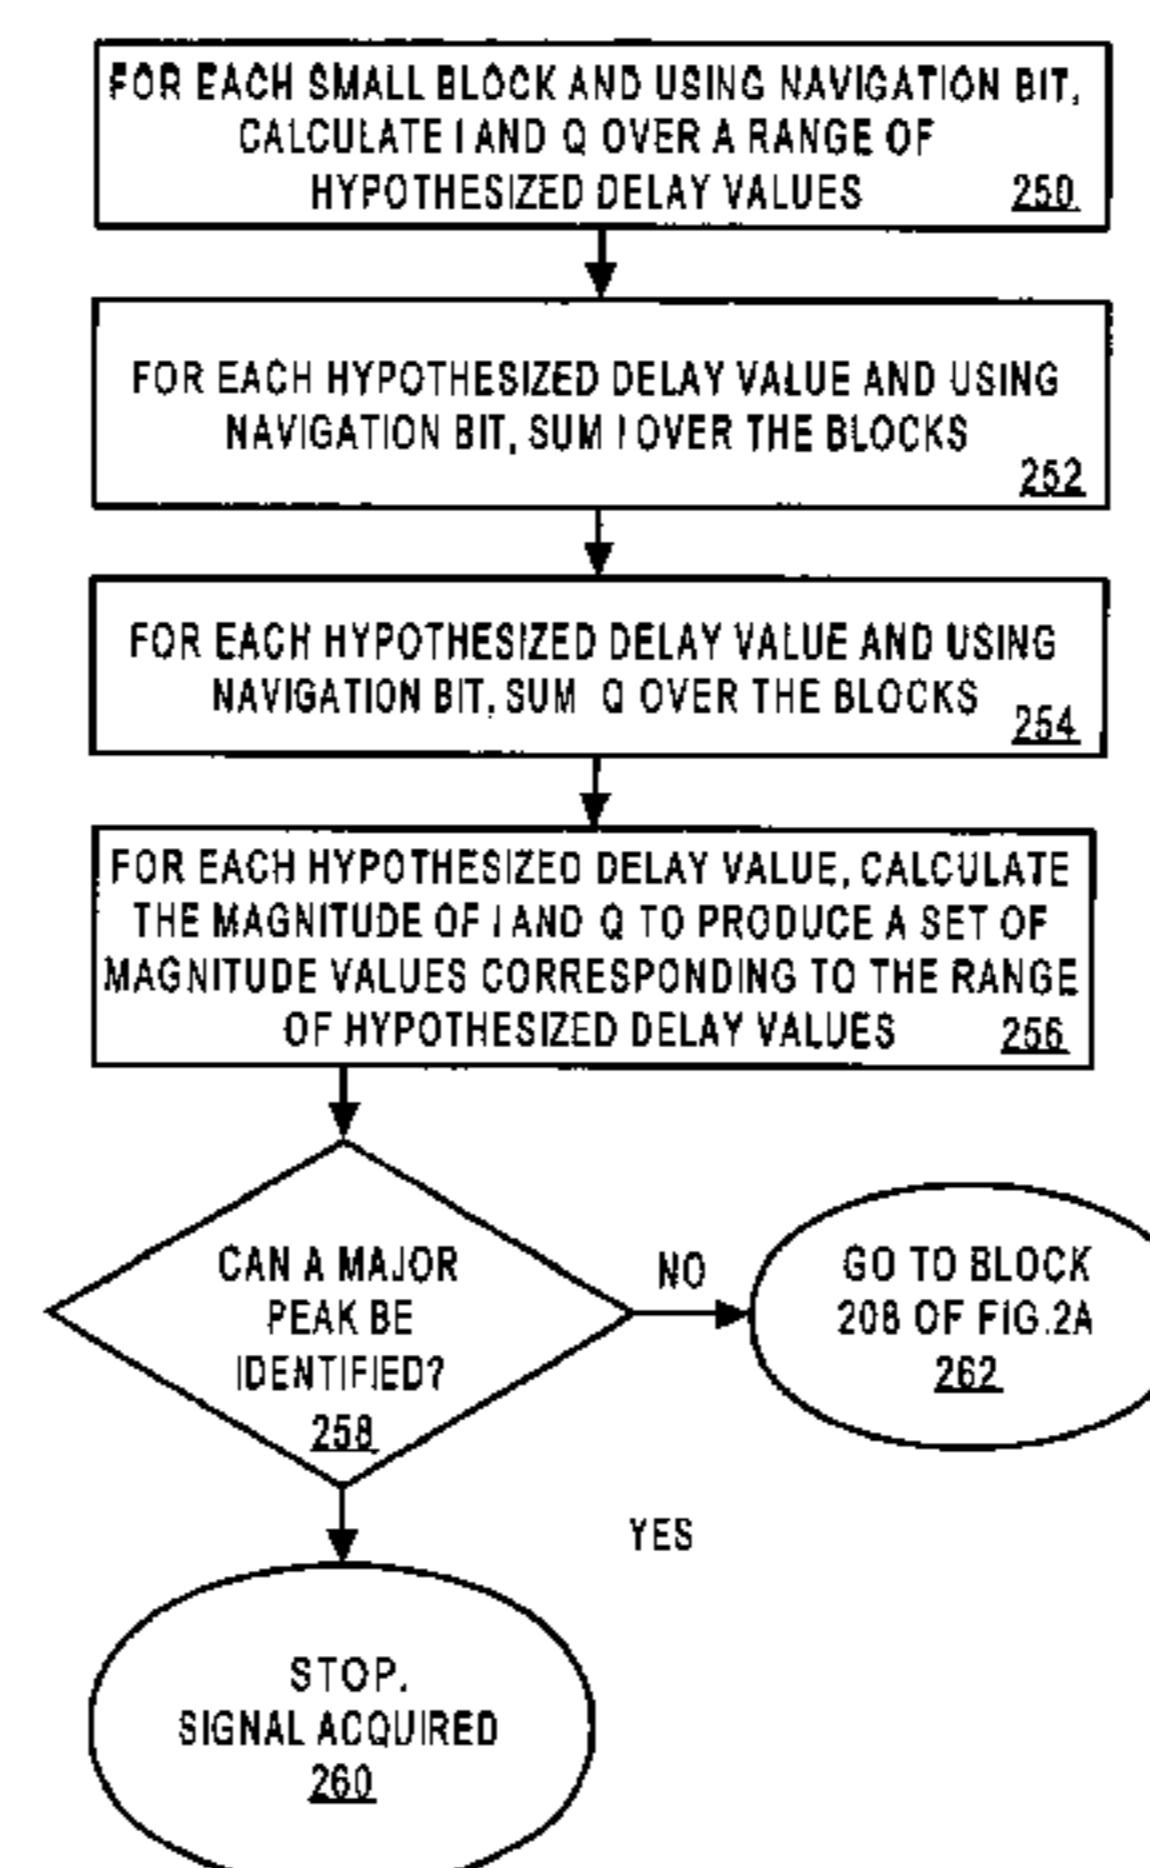 FOR EACH SMALL BLOCK AND USING NAVIGATION BIT,
CALCULATE I AND Q OVER A RANGE OF
HYPOTHESIZED DELAY VALUES
250
FOR EACH HYPOTHESIZED DELAY VALUE AND USING
NAVIGATION BIT, SUM I OVER THE BLOCKS
252
FOR EACH HYPOTHESIZED DELAY VALUE AND USING
NAVIGATION BIT, SUM Q OVER THE BLOCKS
254
FOR EACH HYPOTHESIZED DELAY VALUE, CALCULATE
THE MAGNITUDE OF I AND Q TO PRODUCE A SET OF
MAGNITUDE VALUES CORRESPONDING TO THE RANGE
OF HYPOTHESIZED DELAY VALUES
256
CAN A MAJOR
PEAK BE
IDENTIFIED?
258
NO
GO TO BLOCK
208 OF FIG.2A
262
YES
STOP.
SIGNAL ACQUIRED
260